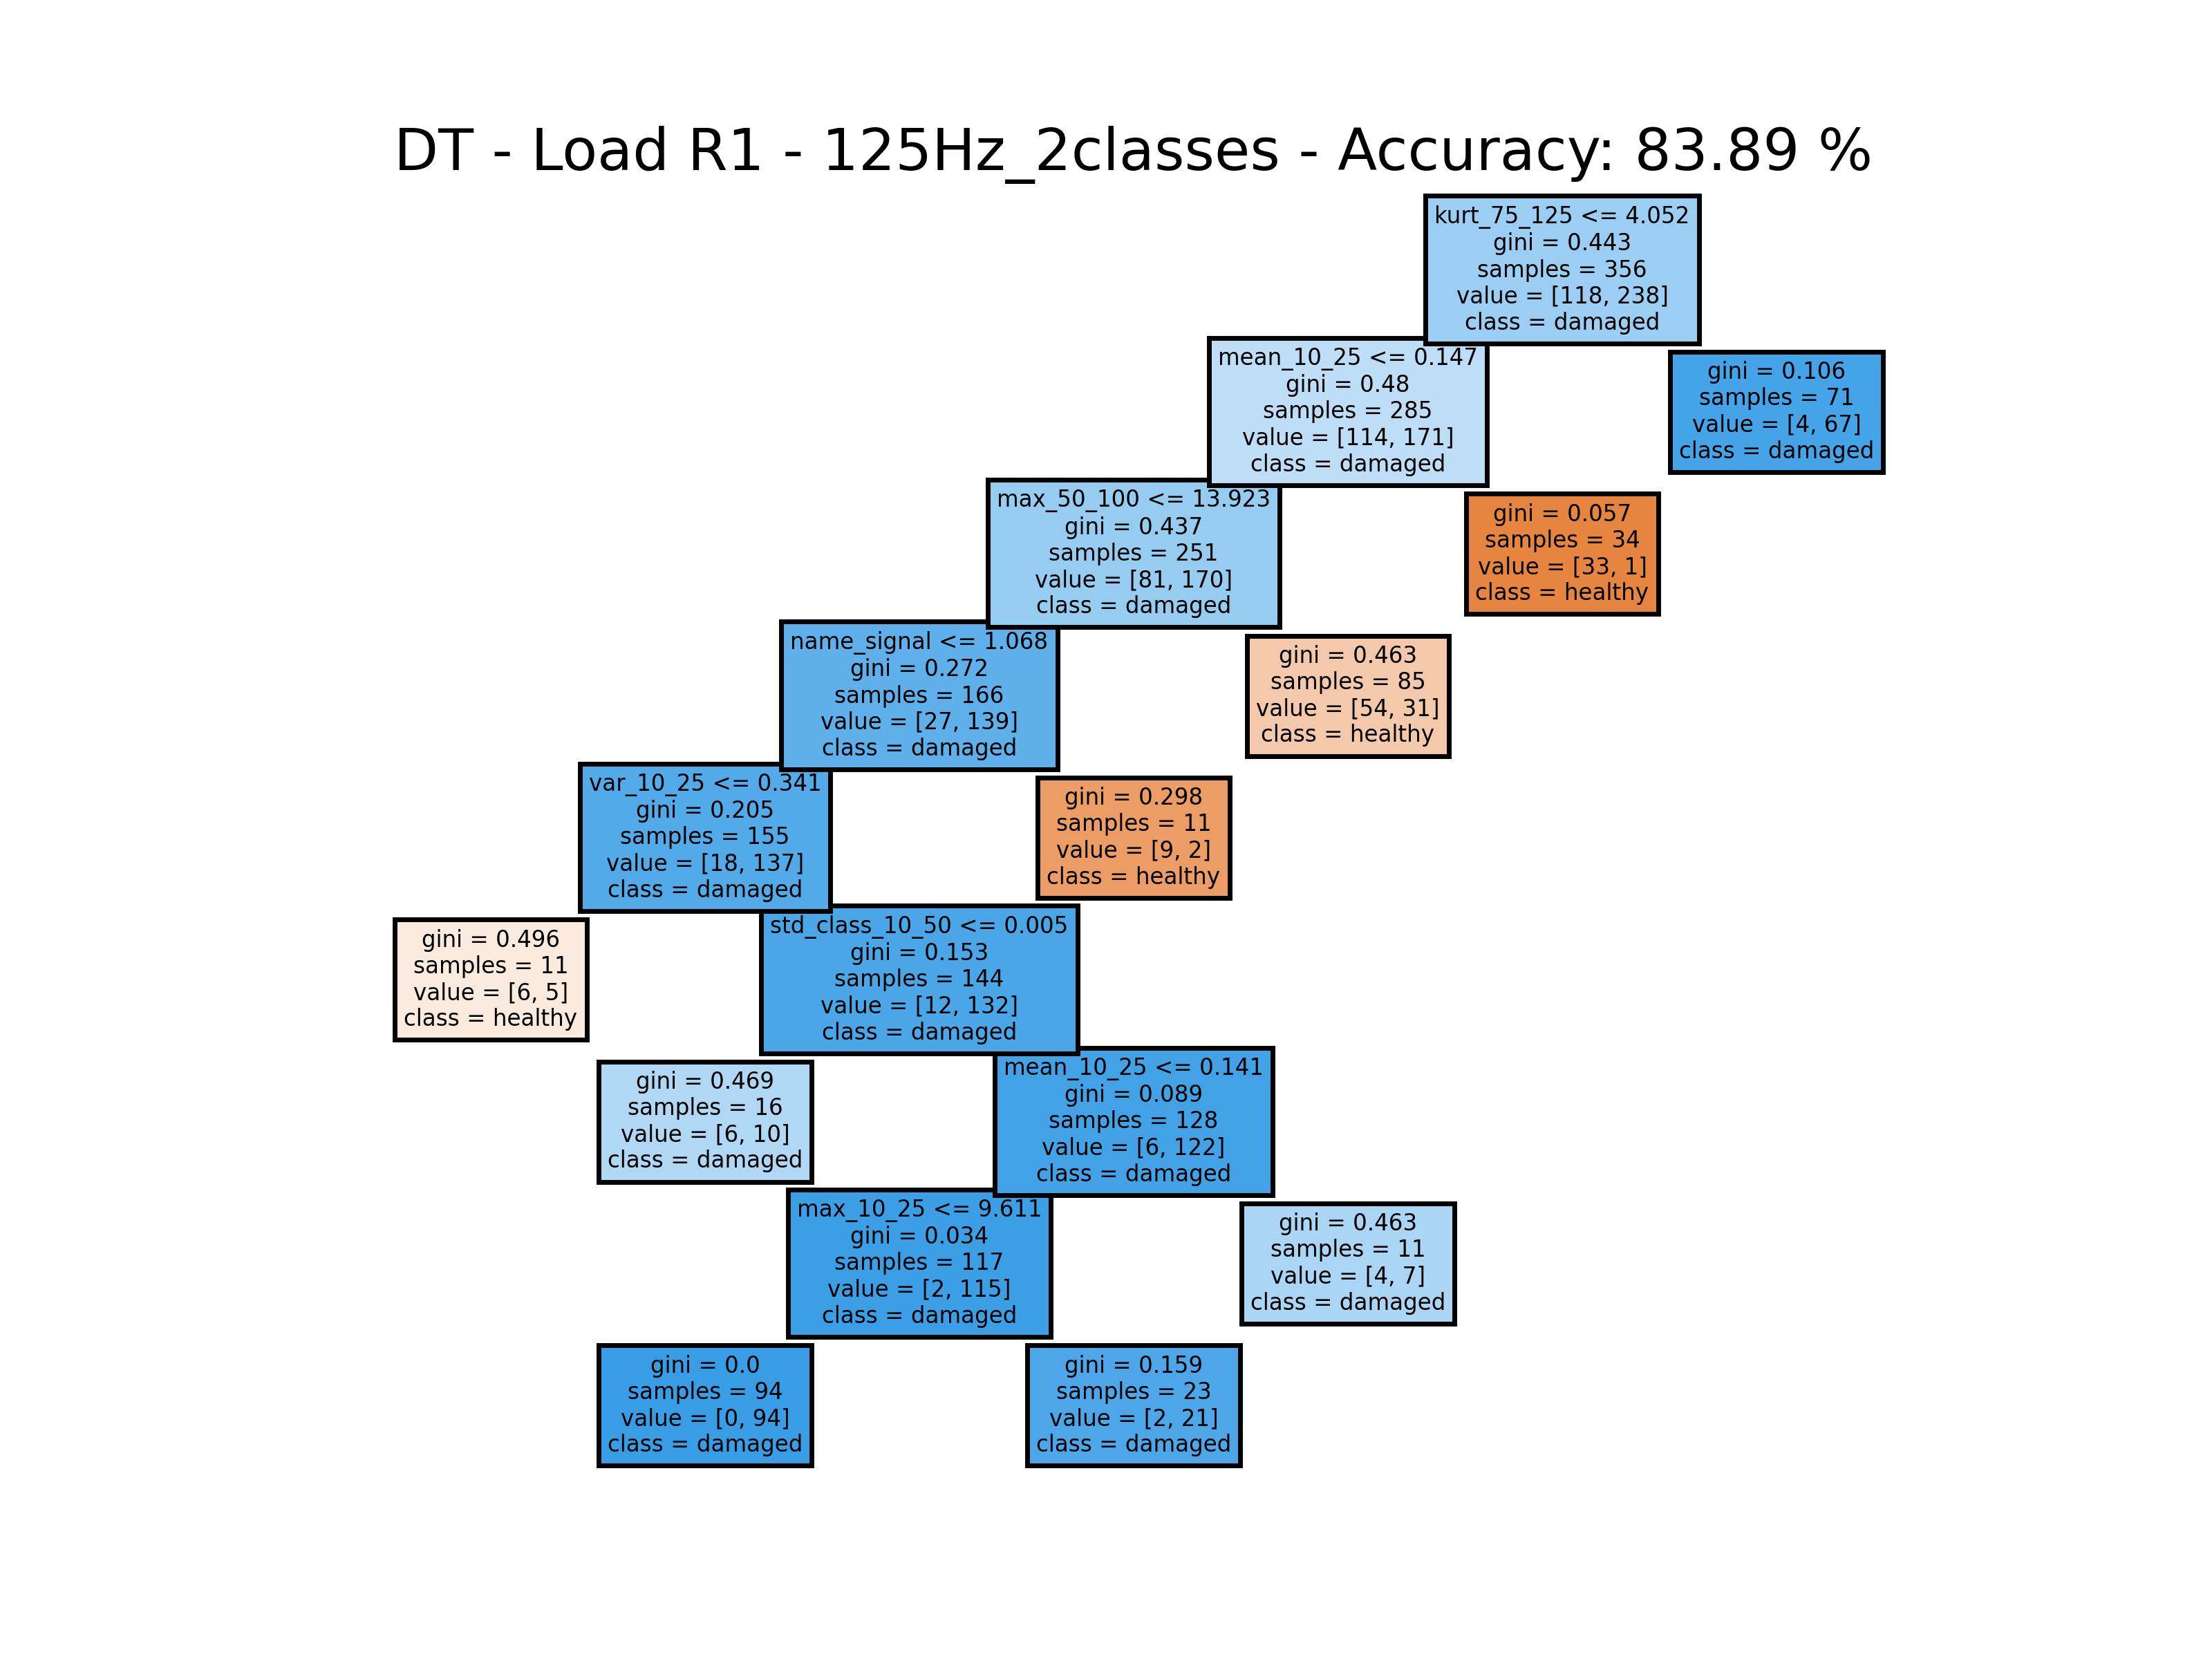 DT - Load R1 - 125Hz_2classes - Accuracy: 83.89 %
kurt_75_125 <= 4.052
gini = 0.443
samples = 356
value = [118, 238]
class = damaged
mean_10_25 <= 0.147
gini = 0.48
samples = 285
value = [114, 171]
class = damaged
gini = 0.106
samples = 71
value = [4, 67]
class = damaged
max_50_100 <= 13.923
gini = 0.437
samples = 251
value = [81, 170]
class = damaged
gini = 0.057
samples = 34
value = [33, 1]
class = healthy
name_signal <= 1.068
gini = 0.272
samples = 166
value = [27, 139]
class = damaged
gini = 0.463
samples = 85
value = [54, 31]
class = healthy
var_10_25 <= 0.341
gini = 0.205
samples = 155
value = [18, 137]
class = damaged
gini = 0.298
samples = 11
value = [9, 2]
class = healthy
gini = 0.496
samples = 11
value = [6, 5]
class = healthy
std_class_10_50 <= 0.005
gini = 0.153
samples = 144
value = [12, 132]
class = damaged
gini = 0.469
samples = 16
value = [6, 10]
class = damaged
mean_10_25 <= 0.141
gini = 0.089
samples = 128
value = [6, 122]
class = damaged
max_10_25 <= 9.611
gini = 0.034
samples = 117
value = [2, 115]
class = damaged
gini = 0.463
samples = 11
value = [4, 7]
class = damaged
gini = 0.0
samples = 94
value = [0, 94]
class = damaged
gini = 0.159
samples = 23
value = [2, 21]
class = damaged